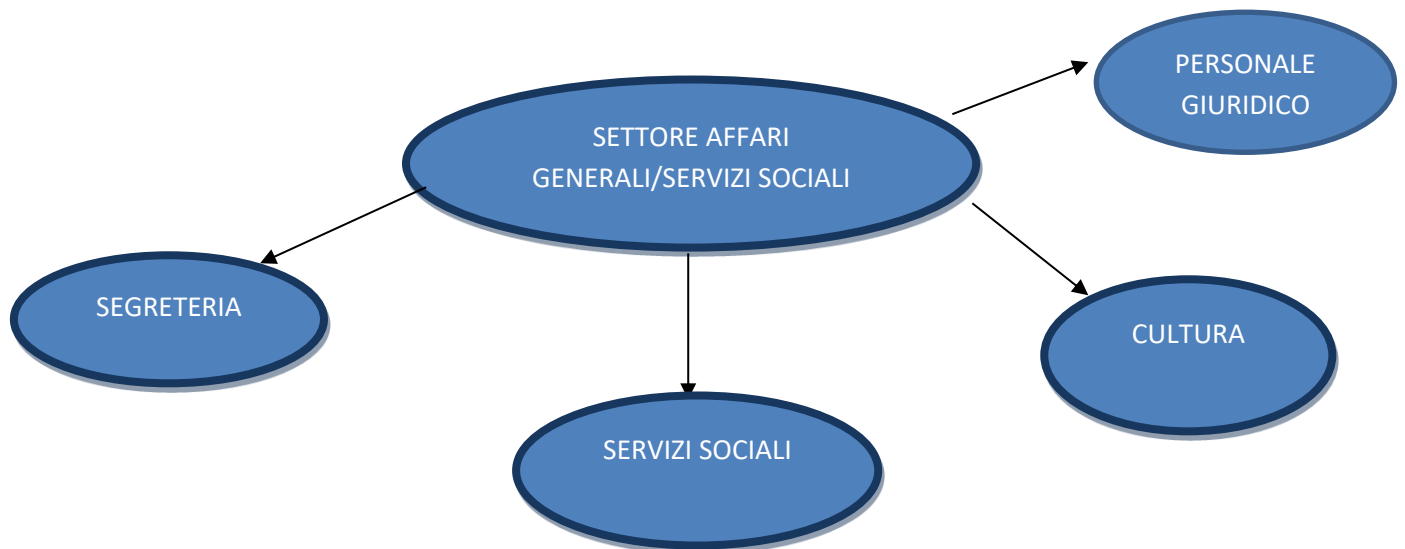 PERSONALE
GIURIDICO
SETTORE AFFARI
GENERALI/SERVIZI SOCIALI
SEGRETERIA
CULTURA
SERVIZI SOCIALI